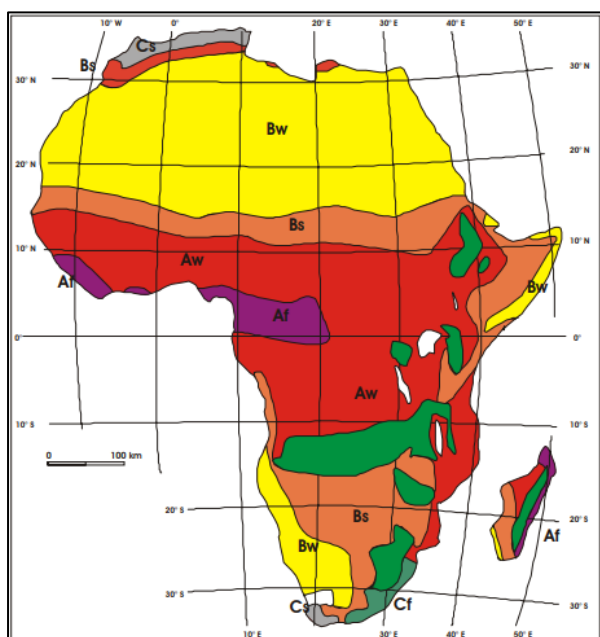 10° W 0° 20° E 30° E 40° E 50° E
Cs
Bs
30° N 30° N
Bw
20° N 20° N
Bs
10° N 10° N
Aw
Af
Af
Bw
0° 0°
Aw
10° S 10° S
0 100 km
Bs
20° S 20° S
Af
Bw
30° S 30° S
Cs Cf
10° E 20° E 30° E 40° E 50° E